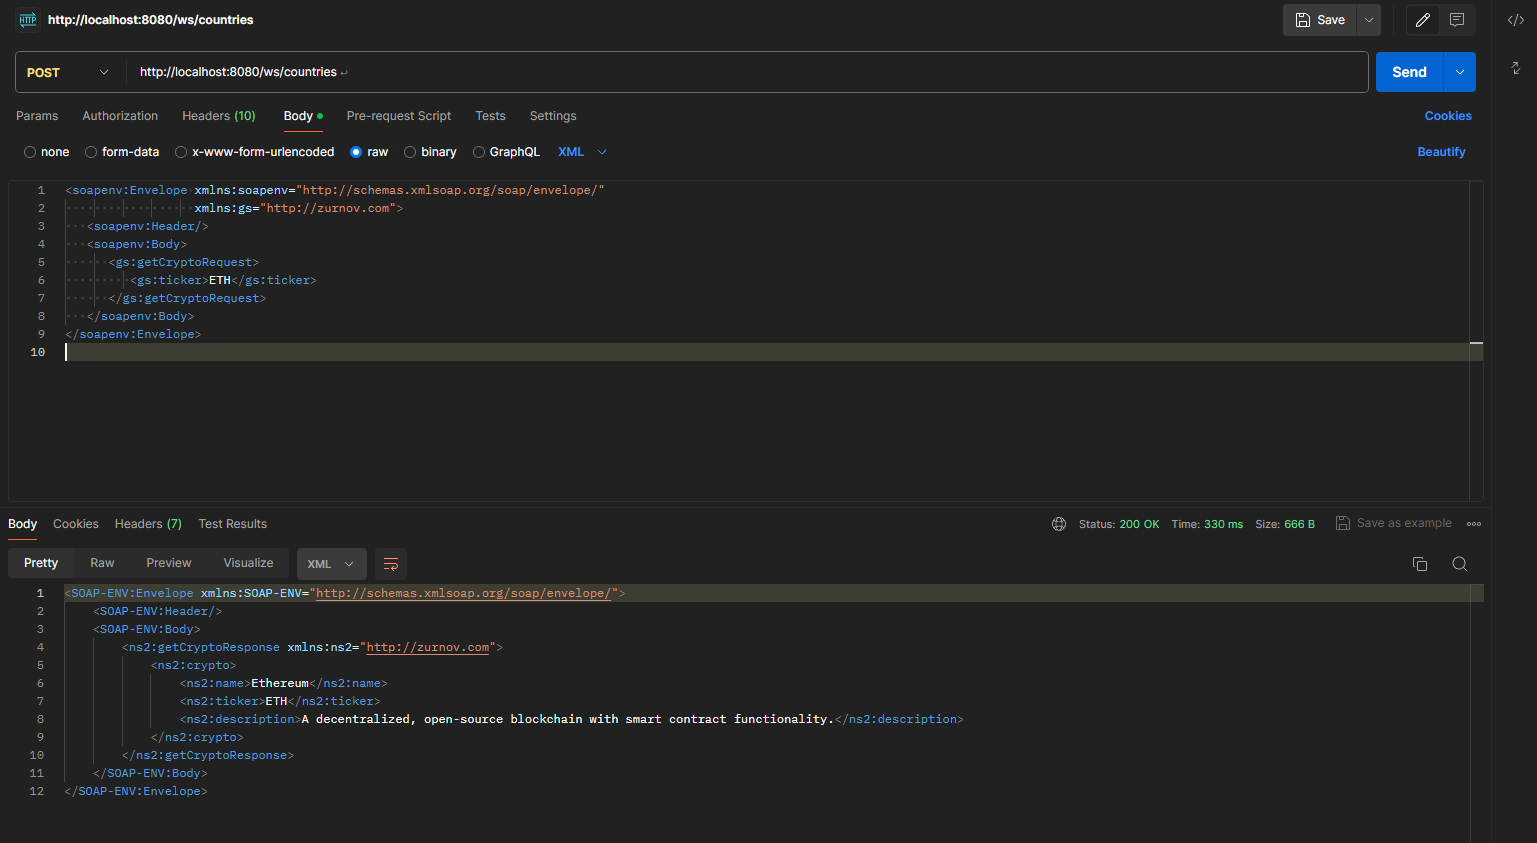 HTTP http://localhost:8080/ws/countries Save
POST http://localhost:8080/ws/countries Send
Params Authorization Headers (10) Body Pre-request Script Tests Settings Cookies
none form-data x-www-form-urlencoded raw binary GraphQL XML Beautify
1 <soapenv:Envelope xmlns:soapenv="http://schemas.xmlsoap.org/soap/envelope/"
2 xmlns:gs="http://zurnov.com">
3 <soapenv:Header/>
4 <soapenv:Body>
5 <gs:getCryptoRequest>
6 <gs:ticker>ETH</gs:ticker>
7 </gs:getCryptoRequest>
8 </soapenv:Body>
9 </soapenv:Envelope>
10
Body Cookies Headers (7) Test Results Status: 200 OK Time: 330 ms Size: 666 B Save as example
Pretty Raw Preview Visualize XML
1 <SOAP-ENV:Envelope xmlns:SOAP-ENV="http://schemas.xmlsoap.org/soap/envelope/">
2 <SOAP-ENV:Header/>
3 <SOAP-ENV:Body>
4 <ns2:getCryptoResponse xmlns:ns2="http://zurnov.com">
5 <ns2:crypto>
6 <ns2:name>Ethereum</ns2:name>
7 <ns2:ticker>ETH</ns2:ticker>
8 <ns2:description>A decentralized, open-source blockchain with smart contract functionality.</ns2:description>
9 </ns2:crypto>
10 </ns2:getCryptoResponse>
11 </SOAP-ENV:Body>
12 </SOAP-ENV:Envelope>